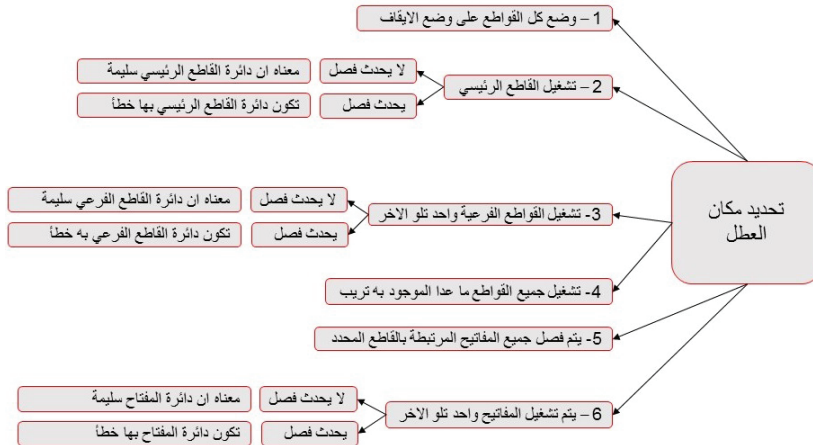 تحديد مكان
العطل
1 – وضع كل القواطع على وضع الايقاف
2 – تشغيل القاطع الرئيسي
لا يحدث فصل
معناه ان دائرة القاطع الرئيسي سليمة
يحدث فصل
تكون دائرة القاطع الرئيسي بها خطأ
3- تشغيل القواطع الفرعية واحد تلو الاخر
لا يحدث فصل
معناه ان دائرة القاطع الفرعي سليمة
يحدث فصل
تكون دائرة القاطع الفرعي به خطأ
4- تشغيل جميع القواطع ما عدا الموجود به تريب
5- يتم فصل جميع المفاتيح المرتبطة بالقاطع المحدد
6 – يتم تشغيل المفاتيح واحد تلو الاخر
لا يحدث فصل
معناه ان دائرة المفتاح سليمة
يحدث فصل
تكون دائرة المفتاح بها خطأ